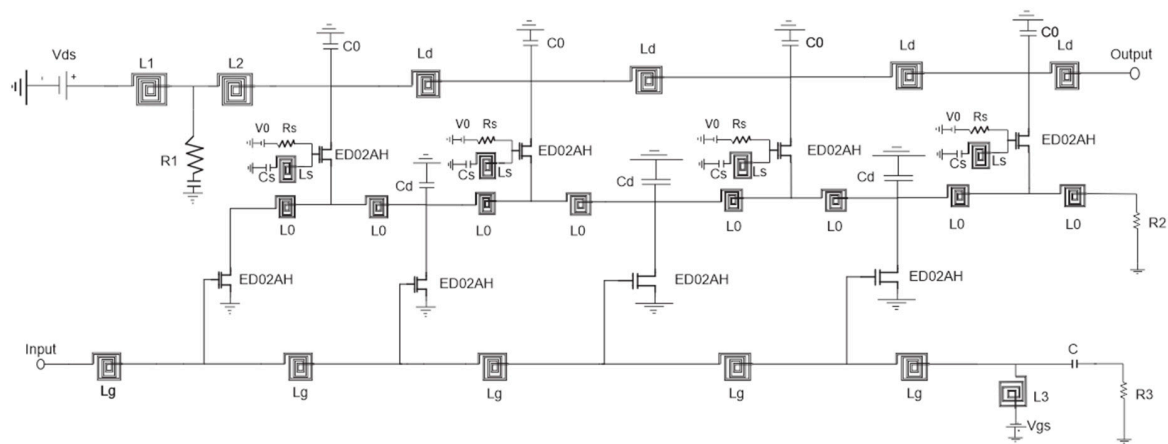 C0 C0 C0 C0
Vds L1 L2 Ld Ld Ld Ld Output
- +
V0 Rs V0 Rs V0 Rs V0 Rs
R1 ED02AH ED02AH ED02AH ED02AH
Cs Ls Cs Ls Cs Ls Cs Ls
Cd Cd Cd
L0 L0 L0 L0 L0 L0 L0 L0 R2
ED02AH ED02AH ED02AH ED02AH
Input C
Lg Lg Lg Lg Lg L3 R3
Vgs